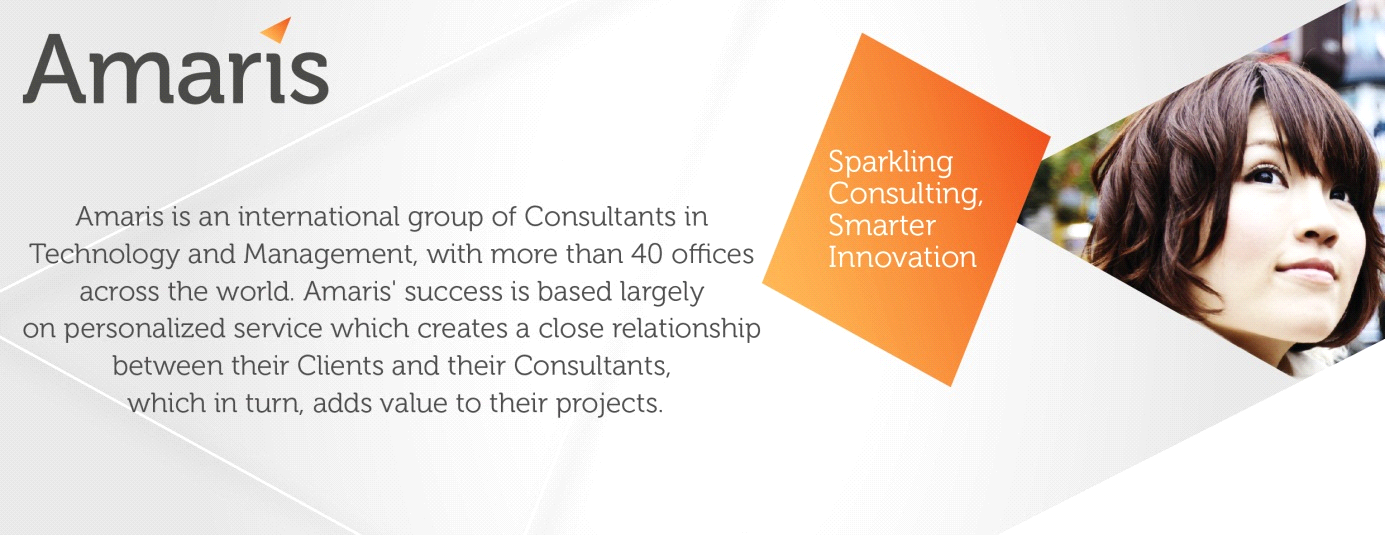 Amaris
Amaris is an international group of Consultants in
Technology and Management, with more than 40 offices
across the world. Amaris' success is based largely
on personalized service which creates a close relationship
between their Clients and their Consultants,
which in turn, adds value to their projects.
Sparkling
Consulting,
Smarter
Innovation